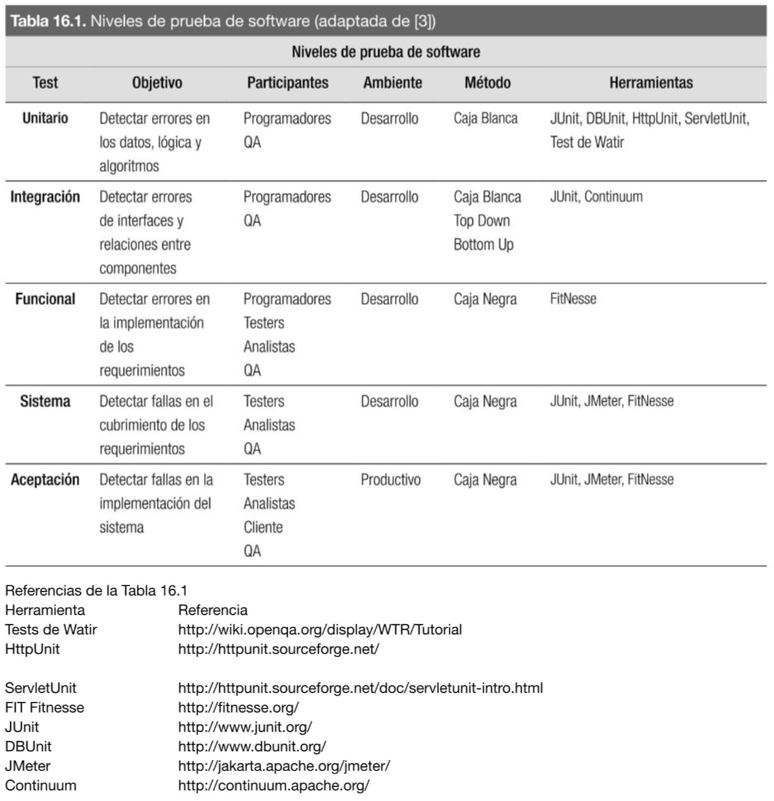 Tabla 16.1. Niveles de prueba de software (adaptada de [3])
Niveles de prueba de software
Test Objetivo Participantes Ambiente Método Herramientas
Unitario Detectar errores en Programadores Desarrollo Caja Blanca JUnit, DBUnit, HttpUnit, ServletUnit,
los datos, lógica y QA Test de Watir
algoritmos
Integración Detectar errores Programadores Desarrollo Caja Blanca JUnit, Continuum
de interfaces y QA Top Down
relaciones entre Bottom Up
componentes
Funcional Detectar errores en Programadores Desarrollo Caja Negra FitNesse
la implementación Testers
de los Analistas
requerimientos QA
Sistema Detectar fallas en el Testers Desarrollo Caja Negra JUnit, JMeter, FitNesse
cubrimiento de los Analistas
requerimientos QA
Aceptación Detectar fallas en la Testers Productivo Caja Negra JUnit, JMeter, FitNesse
implementación del Analistas
sistema Cliente
QA
Referencias de la Tabla 16.1
Herramienta Referencia
Tests de Watir http://wiki.openqa.org/display/WTR/Tutorial
HttpUnit http://httpunit.sourceforge.net/
ServletUnit http://httpunit.sourceforge.net/doc/servletunit-intro.html
FIT Fitnesse http://fitnesse.org/
JUnit http://www.junit.org/
DBUnit http://www.dbunit.org/
JMeter http://jakarta.apache.org/jmeter/
Continuum http://continuum.apache.org/